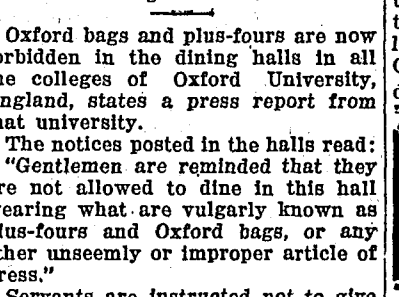 Oxford bags and plus-fours are now
orbidden in the dining halls in all
he colleges of Oxford University,
ngland, states a press report from
hat university.
The notices posted in the halls read:
"Gentlemen are reminded that they
re not allowed to dine in this hall
earing what are vulgarly known as
lus-fours and Oxford bags, or any
ther unseemly or improper article of
ress."
Servants are instructed not to give